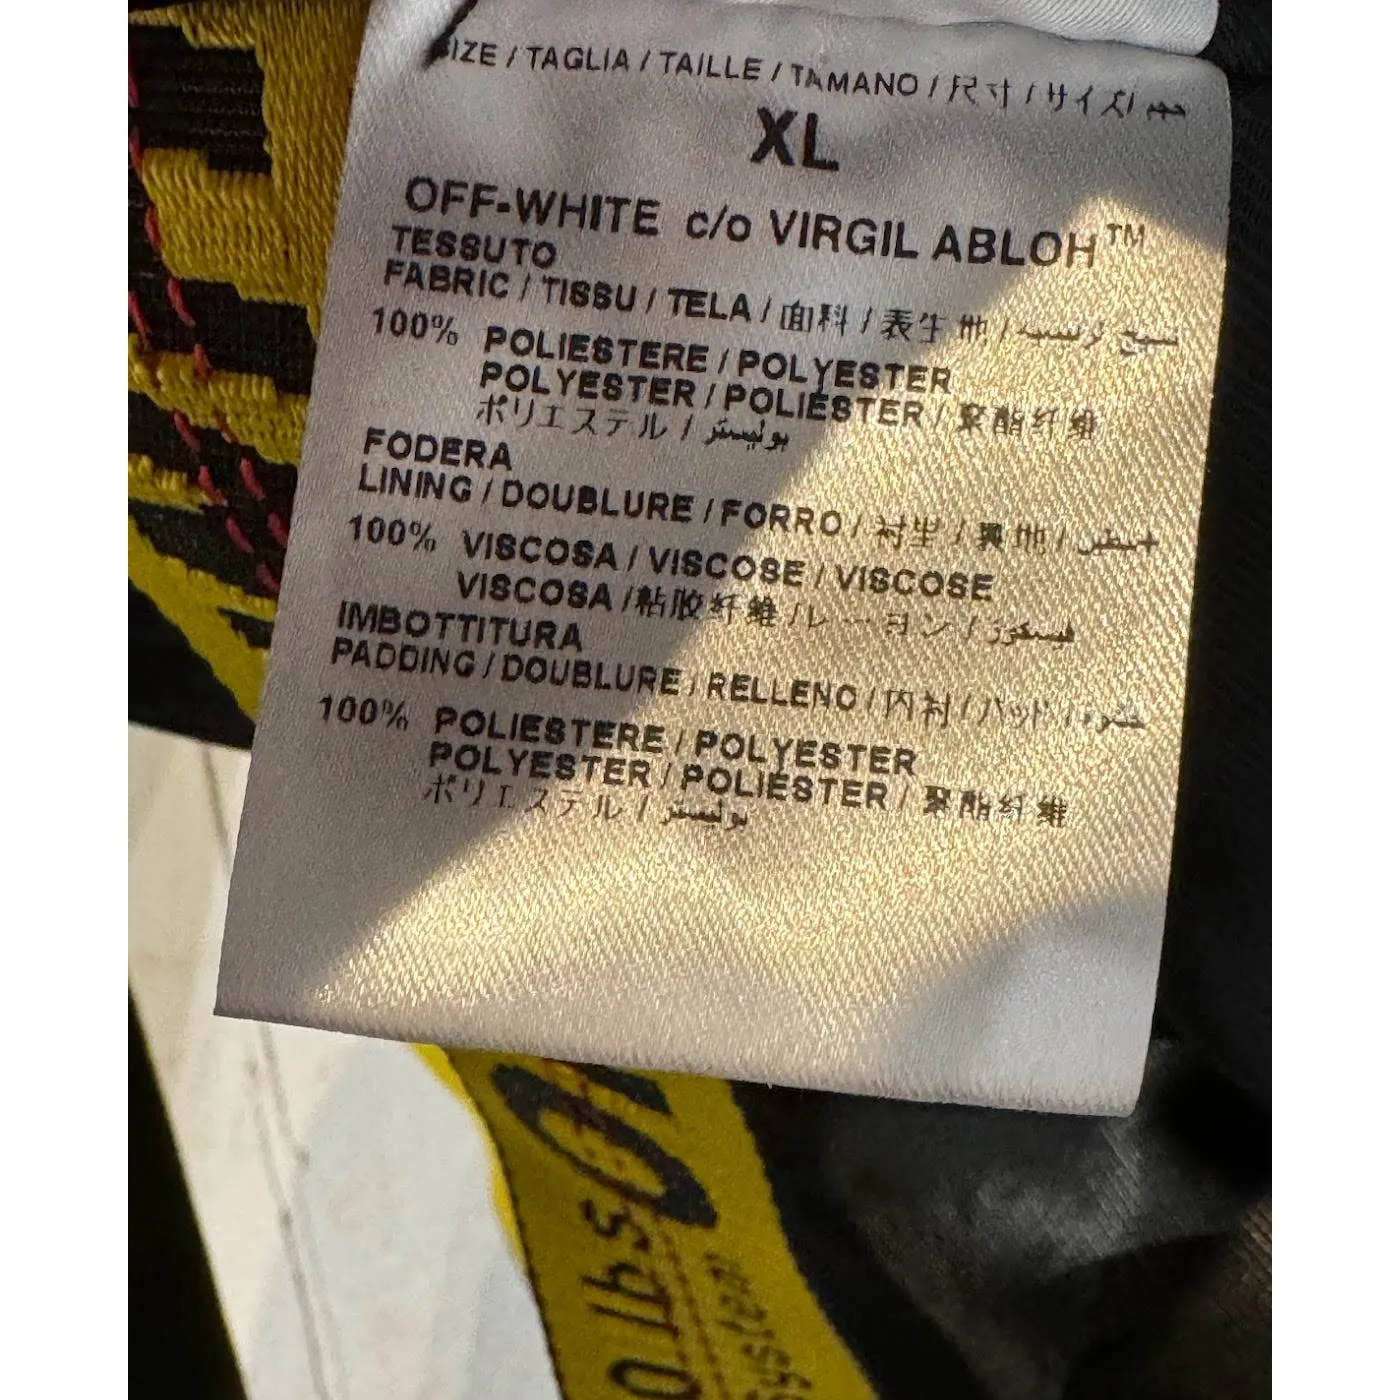 SIZE / TAGLIA / TAILLE / TAMANO / 尺寸 / サイズ /
XL
OFF-WHITE c/o VIRGIL ABLOH™
TESSUTO
FABRIC / TISSU / TELA / 面料 / 表生地 /
100% POLIESTERE / POLYESTER
POLYESTER / POLIESTER / 聚酯纤维
ポリエステル / بوليستر
FODERA
LINING / DOUBLURE / FORRO / 衬里 / 裏地 /
100% VISCOSA / VISCOSE / VISCOSE
VISCOSA / 粘胶纤维 / レーヨン / فيسكوز
IMBOTTITURA
PADDING / DOUBLURE / RELLENO / 内衬 / パッド /
100% POLIESTERE / POLYESTER
POLYESTER / POLIESTER / 聚酯纤维
ポリエステル / بوليستر
0 lbs